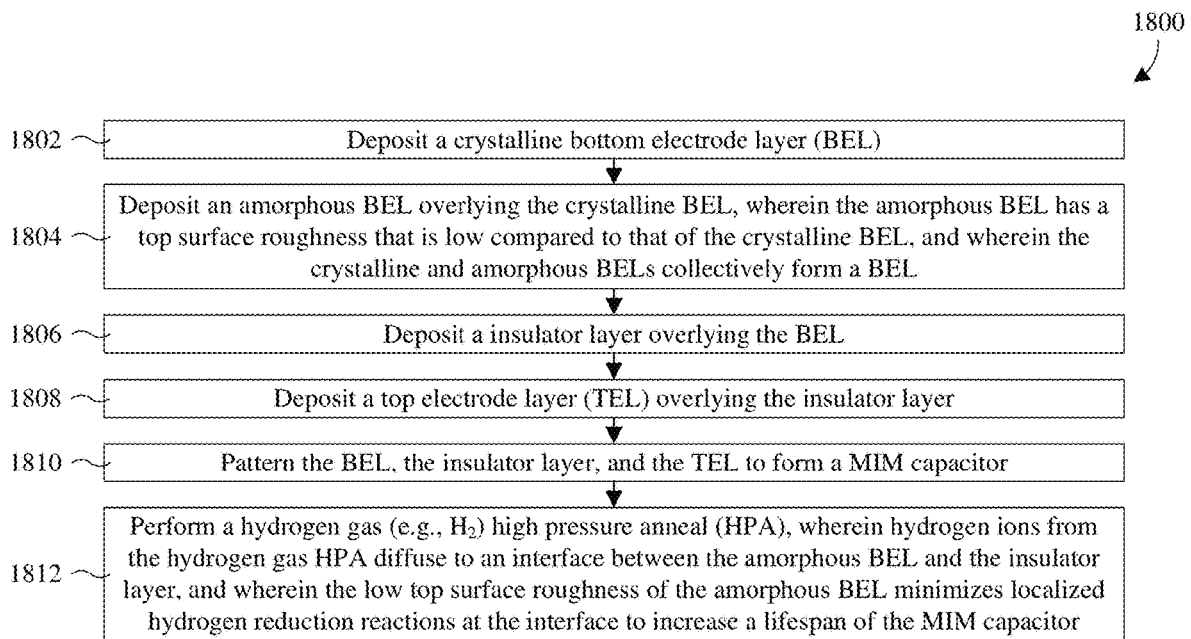 1800
1802 Deposit a crystalline bottom electrode layer (BEL)
Deposit an amorphous BEL overlying the crystalline BEL, wherein the amorphous BEL has a
1804 top surface roughness that is low compared to that of the crystalline BEL, and wherein the
crystalline and amorphous BELs collectively form a BEL
1806 Deposit a insulator layer overlying the BEL
1808 Deposit a top electrode layer (TEL) overlying the insulator layer
1810 Pattern the BEL, the insulator layer, and the TEL to form a MIM capacitor
Perform a hydrogen gas (e.g., H₂) high pressure anneal (HPA), wherein hydrogen ions from
the hydrogen gas HPA diffuse to an interface between the amorphous BEL and the insulator
1812 layer, and wherein the low top surface roughness of the amorphous BEL minimizes localized
hydrogen reduction reactions at the interface to increase a lifespan of the MIM capacitor